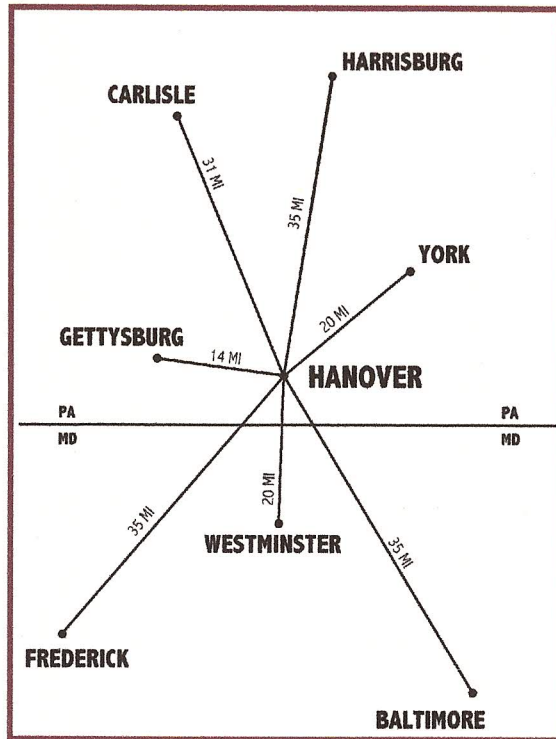 HARRISBURG
CARLISLE
31 MI
35 MI
YORK
20 MI
GETTYSBURG
14 MI
HANOVER
PA
PA
MD
MD
20 MI
35 MI
WESTMINSTER
35 MI
FREDERICK
BALTIMORE